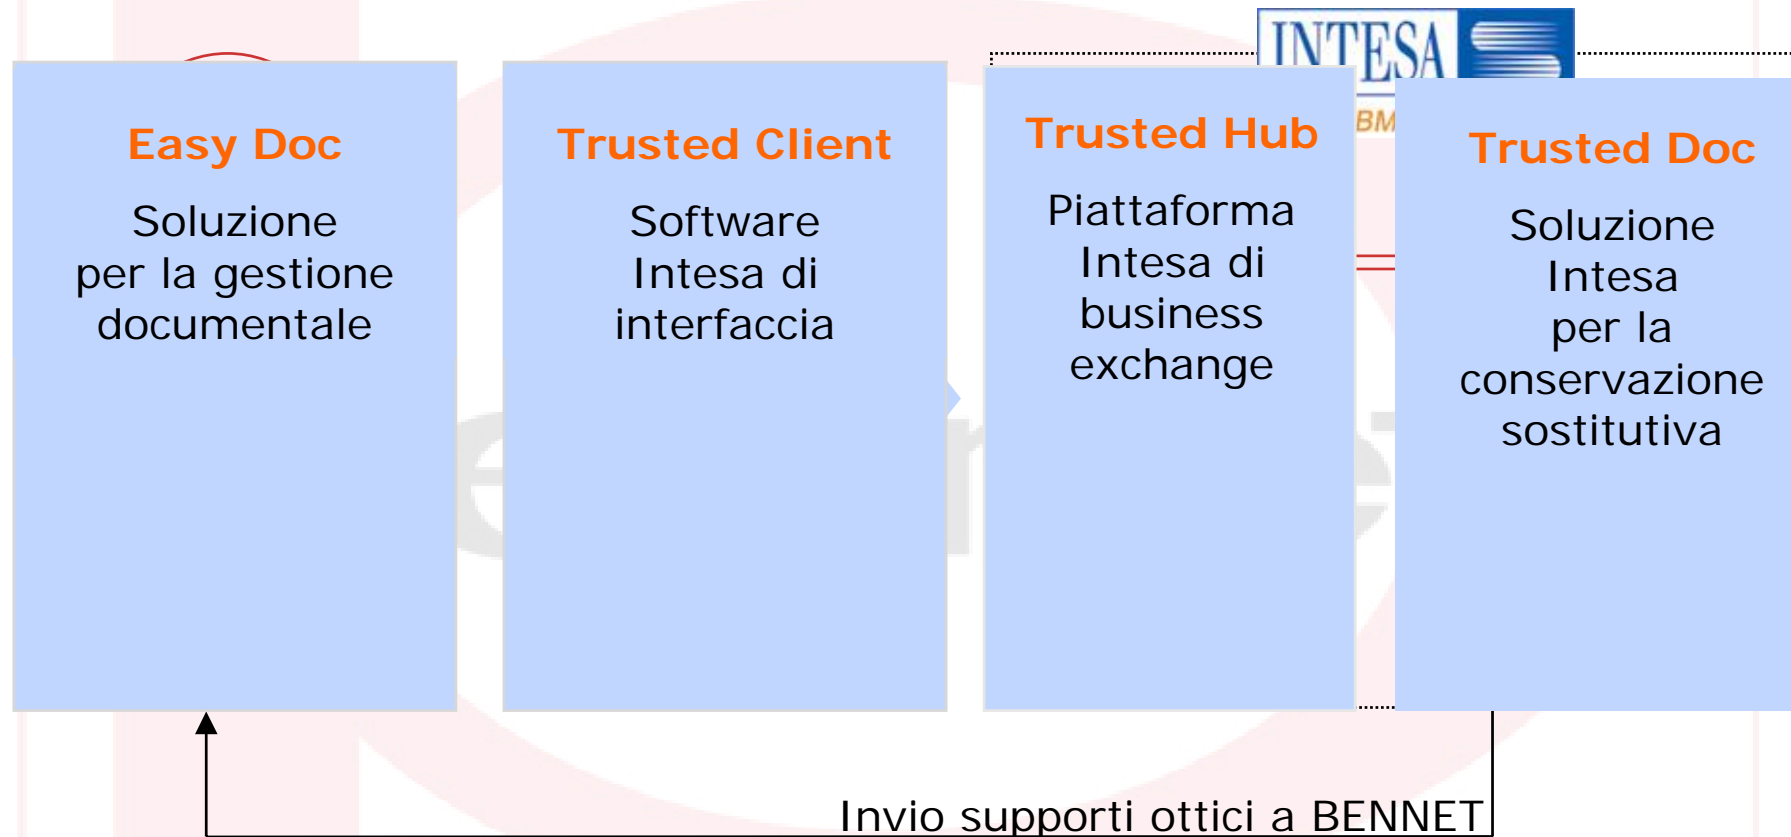 INTESA
BM
Easy Doc
Soluzione
per la gestione
documentale
Trusted Client
Software
Intesa di
interfaccia
Trusted Hub
Piattaforma
Intesa di
business
exchange
Trusted Doc
Soluzione
Intesa
per la
conservazione
sostitutiva
Invio supporti ottici a BENNET